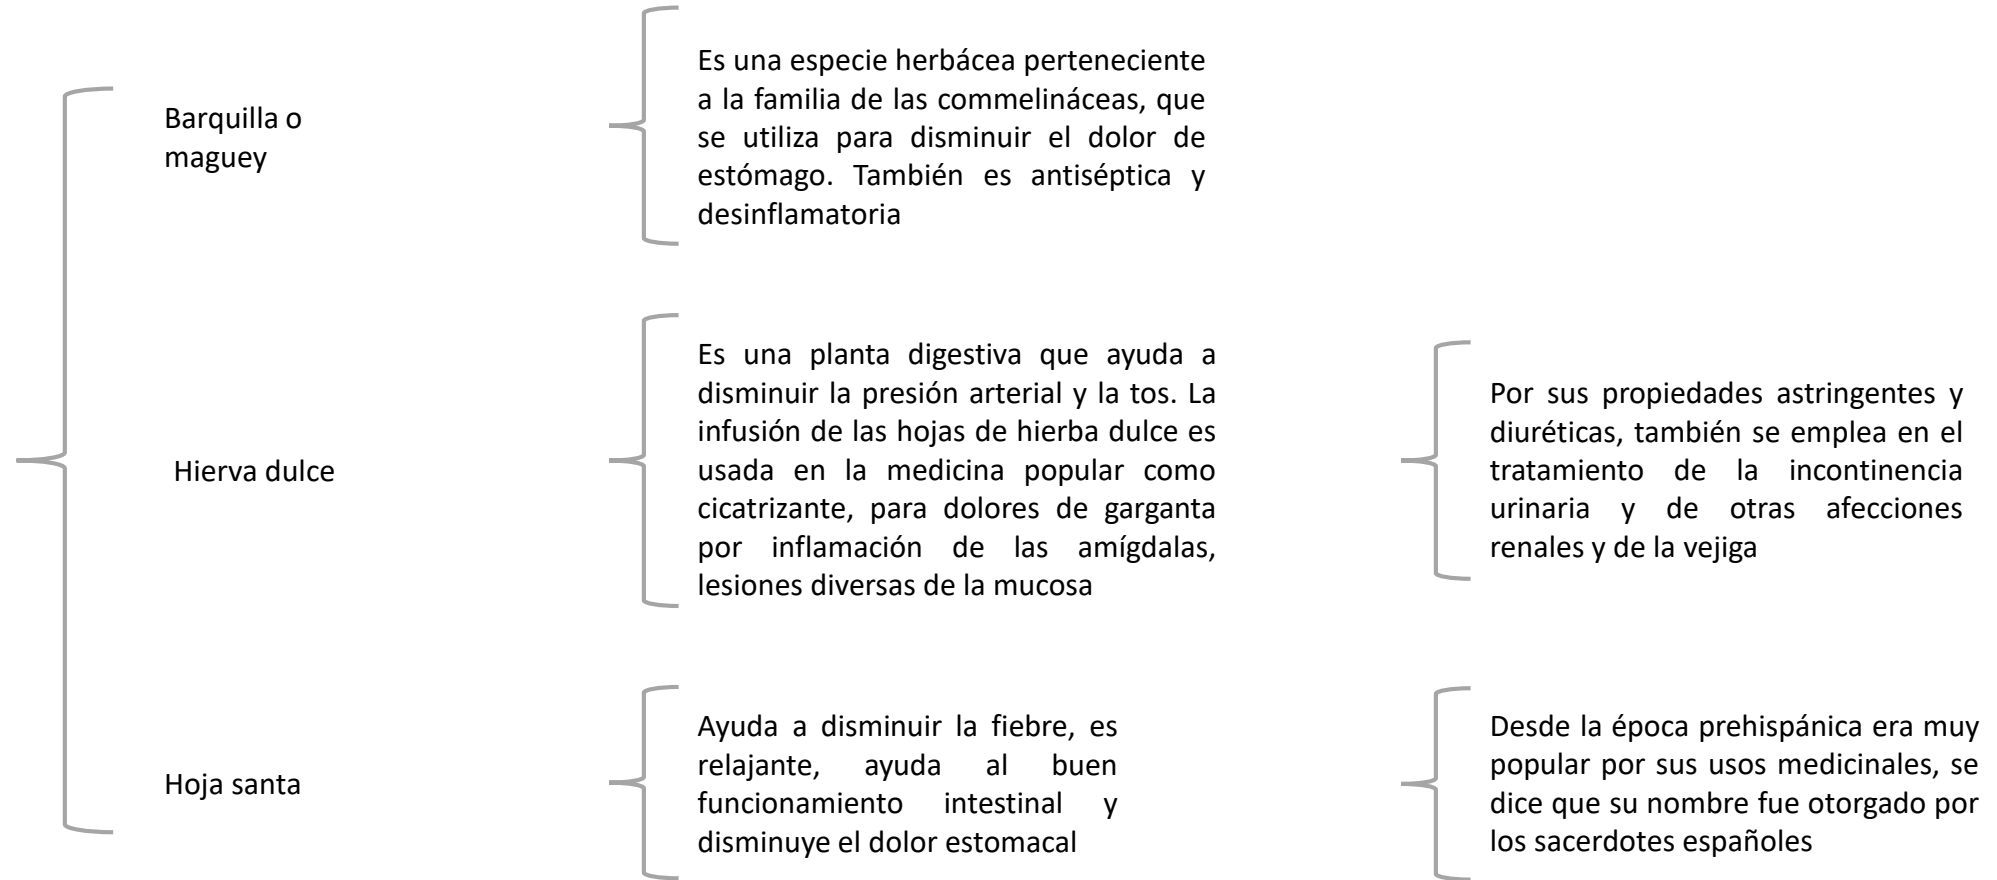 Barquilla o
maguey
Es una especie herbácea perteneciente
a la familia de las commelináceas, que
se utiliza para disminuir el dolor de
estómago. También es antiséptica y
desinflamatoria
Hierva dulce
Es una planta digestiva que ayuda a
disminuir la presión arterial y la tos. La
infusión de las hojas de hierba dulce es
usada en la medicina popular como
cicatrizante, para dolores de garganta
por inflamación de las amígdalas,
lesiones diversas de la mucosa
Por sus propiedades astringentes y
diuréticas, también se emplea en el
tratamiento de la incontinencia
urinaria y de otras afecciones
renales y de la vejiga
Hoja santa
Ayuda a disminuir la fiebre, es
relajante, ayuda al buen
funcionamiento intestinal y
disminuye el dolor estomacal
Desde la época prehispánica era muy
popular por sus usos medicinales, se
dice que su nombre fue otorgado por
los sacerdotes españoles